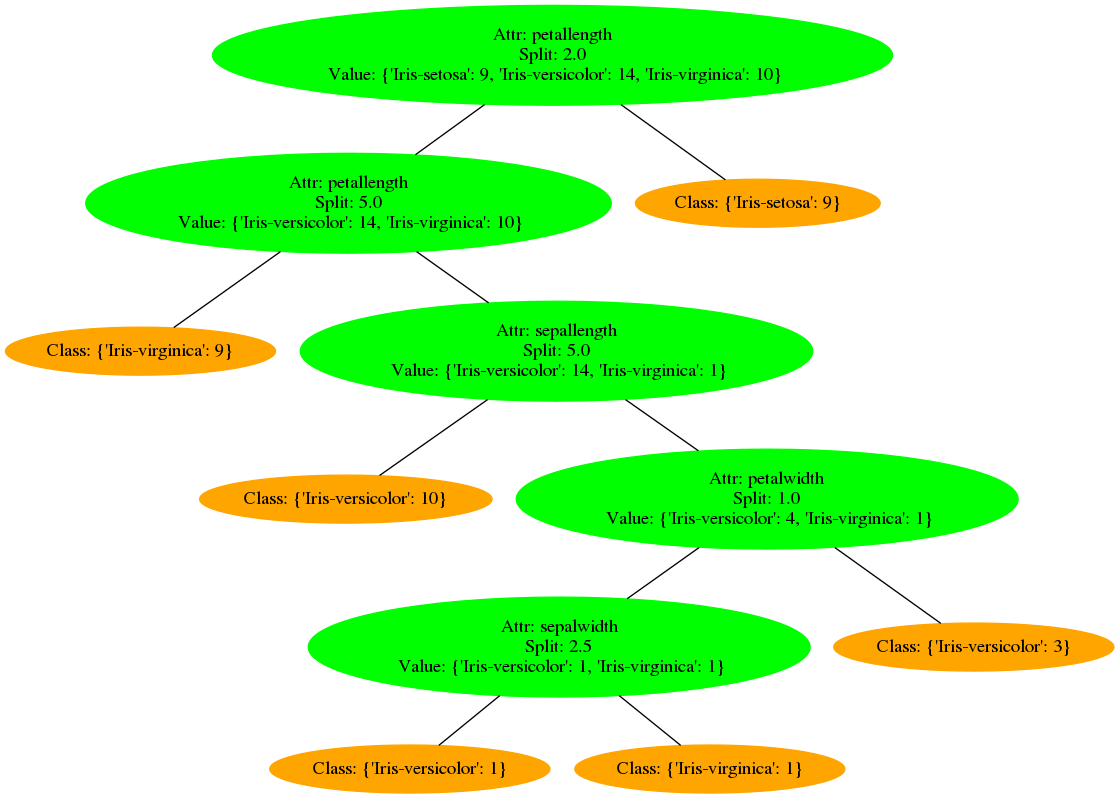 Attr: petallength
Split: 2.0
Value: {'Iris-setosa': 9, 'Iris-versicolor': 14, 'Iris-virginica': 10}
Attr: petallength
Split: 5.0
Value: {'Iris-versicolor': 14, 'Iris-virginica': 10}
Class: {'Iris-setosa': 9}
Class: {'Iris-virginica': 9}
Attr: sepallength
Split: 5.0
Value: {'Iris-versicolor': 14, 'Iris-virginica': 1}
Class: {'Iris-versicolor': 10}
Attr: petalwidth
Split: 1.0
Value: {'Iris-versicolor': 4, 'Iris-virginica': 1}
Attr: sepalwidth
Split: 2.5
Value: {'Iris-versicolor': 1, 'Iris-virginica': 1}
Class: {'Iris-versicolor': 3}
Class: {'Iris-versicolor': 1}
Class: {'Iris-virginica': 1}